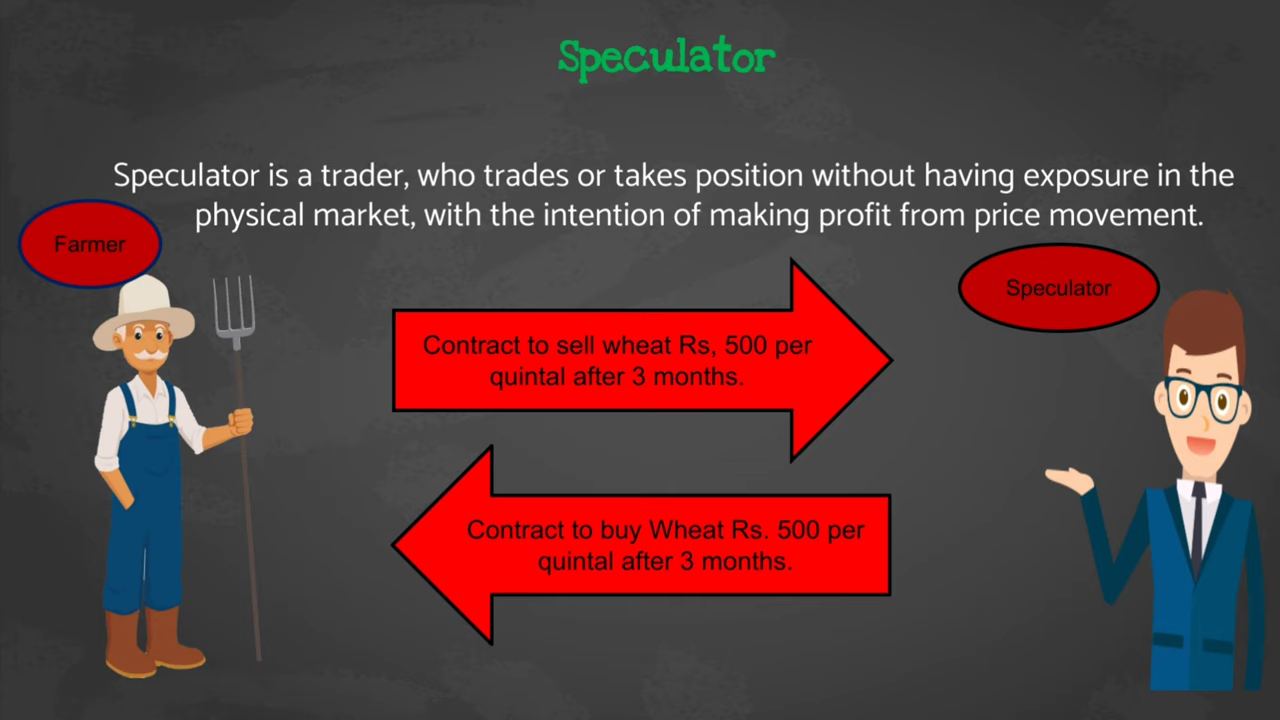 Speculator
Speculator is a trader, who trades or takes position without having exposure in the
physical market, with the intention of making profit from price movement.
Farmer
Speculator
Contract to sell wheat Rs, 500 per
quintal after 3 months.
Contract to buy Wheat Rs. 500 per
quintal after 3 months.